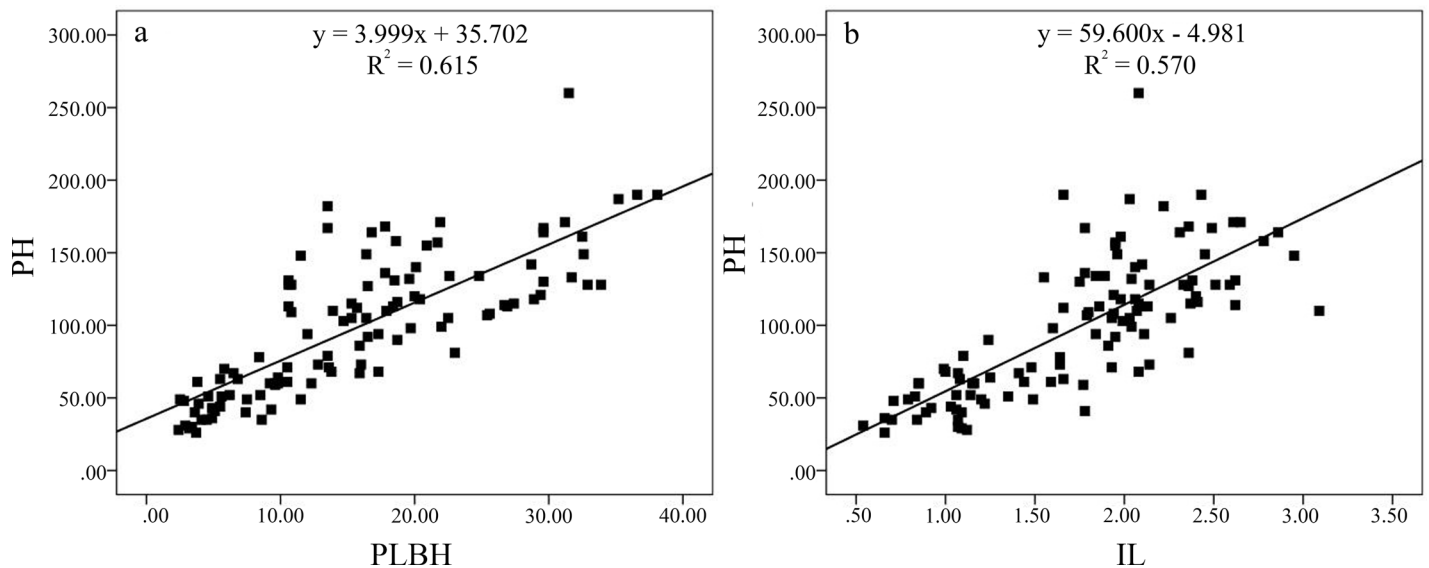 a
y = 3.999x + 35.702
R² = 0.615
300.00
250.00
200.00
150.00
100.00
50.00
.00
PH
.00 10.00 20.00 30.00 40.00
PLBH
b
y = 59.600x - 4.981
R² = 0.570
300.00
250.00
200.00
150.00
100.00
50.00
.00
PH
.50 1.00 1.50 2.00 2.50 3.00 3.50
IL